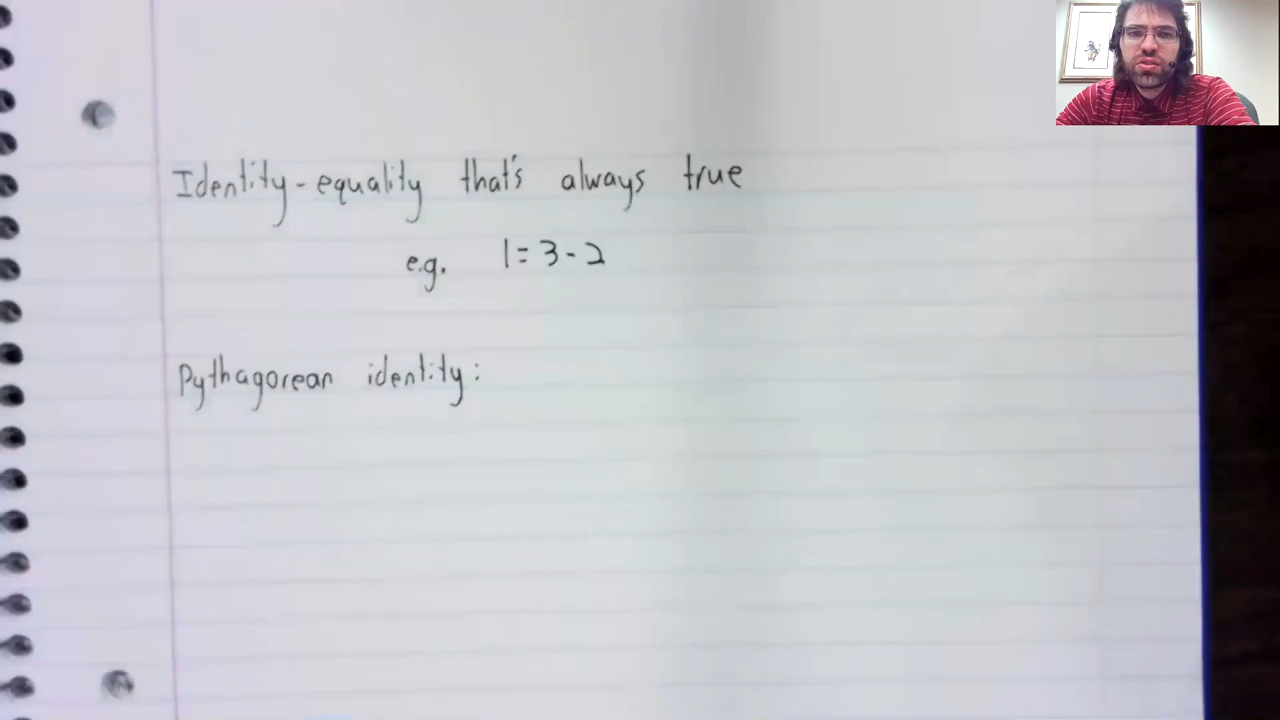 Identity - equality that's always true
e.g. 1 = 3 - 2
Pythagorean identity: